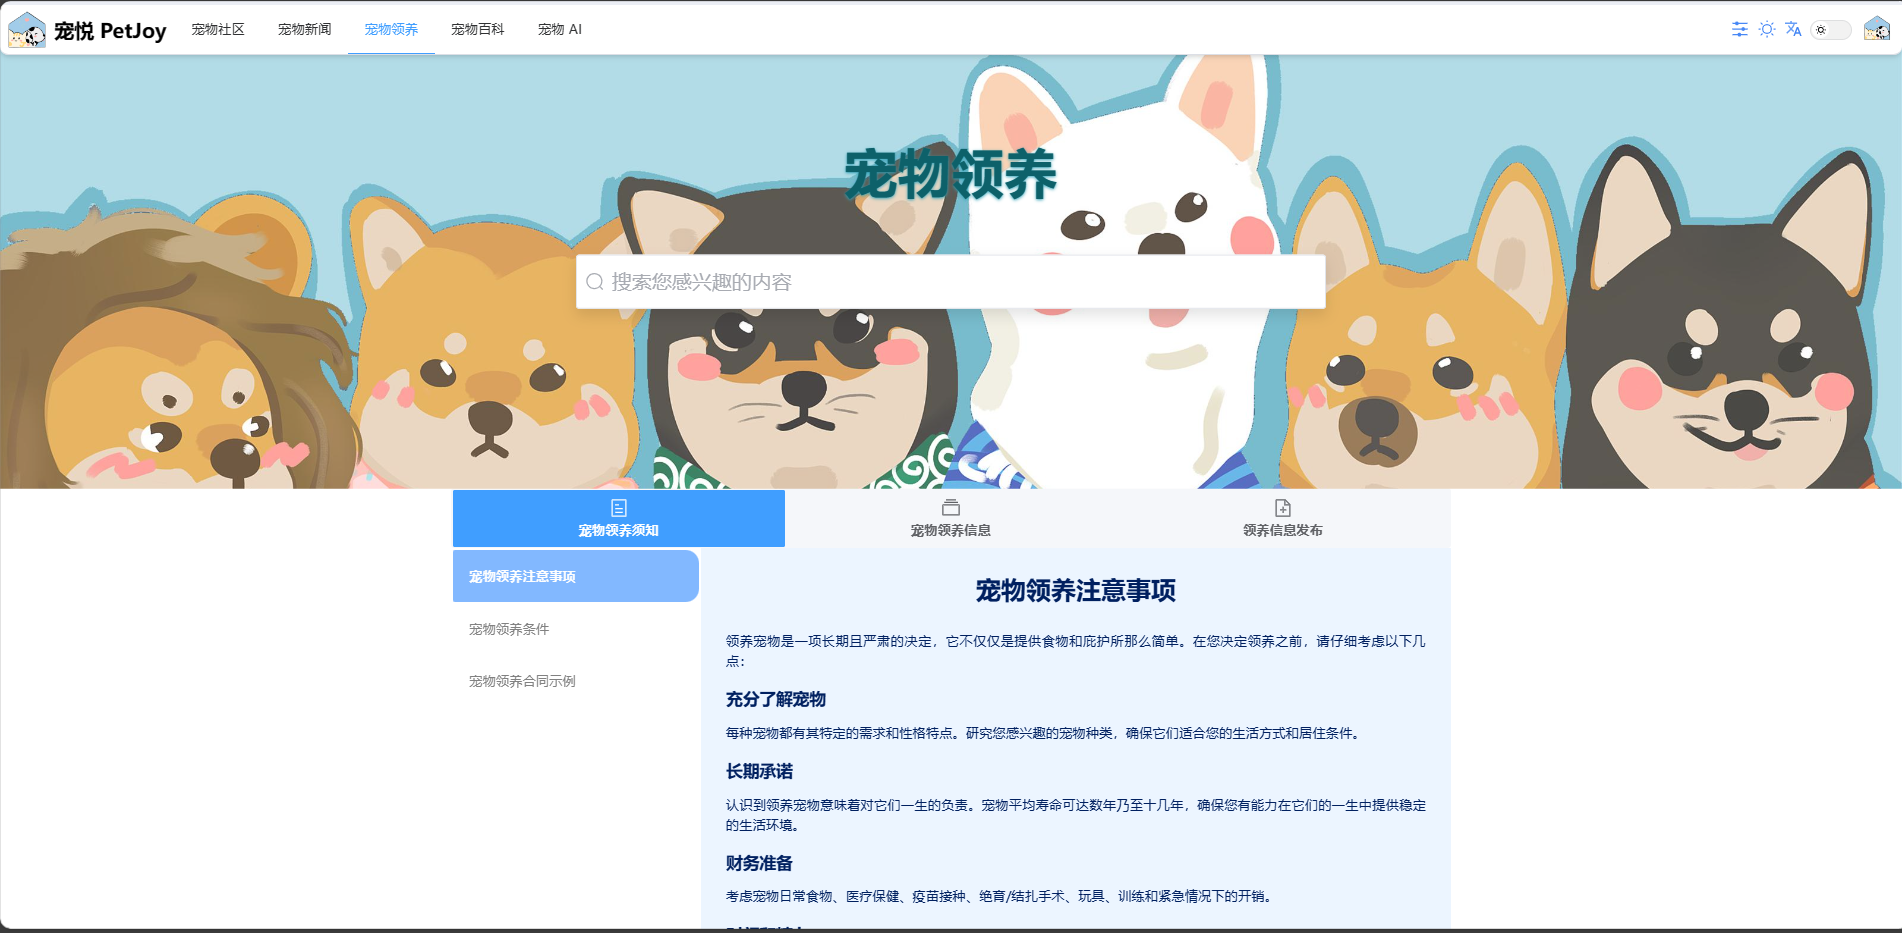 宠悦 PetJoy
宠物社区
宠物新闻
宠物领养
宠物百科
宠物 AI
宠物领养
搜索您感兴趣的内容
宠物领养须知
宠物领养信息
领养信息发布
宠物领养注意事项
宠物领养条件
宠物领养合同示例
宠物领养注意事项
领养宠物是一项长期且严肃的决定，它不仅仅是提供食物和庇护所那么简单。在您决定领养之前，请仔细考虑以下几
点：
充分了解宠物
每种宠物都有其特定的需求和性格特点。研究您感兴趣的宠物种类，确保它们适合您的生活方式和居住条件。
长期承诺
认识到领养宠物意味着对它们一生的负责。宠物平均寿命可达数年乃至十几年，确保您有能力在它们的一生中提供稳定
的生活环境。
财务准备
考虑宠物日常食物、医疗保健、疫苗接种、绝育/结扎手术、玩具、训练和紧急情况下的开销。